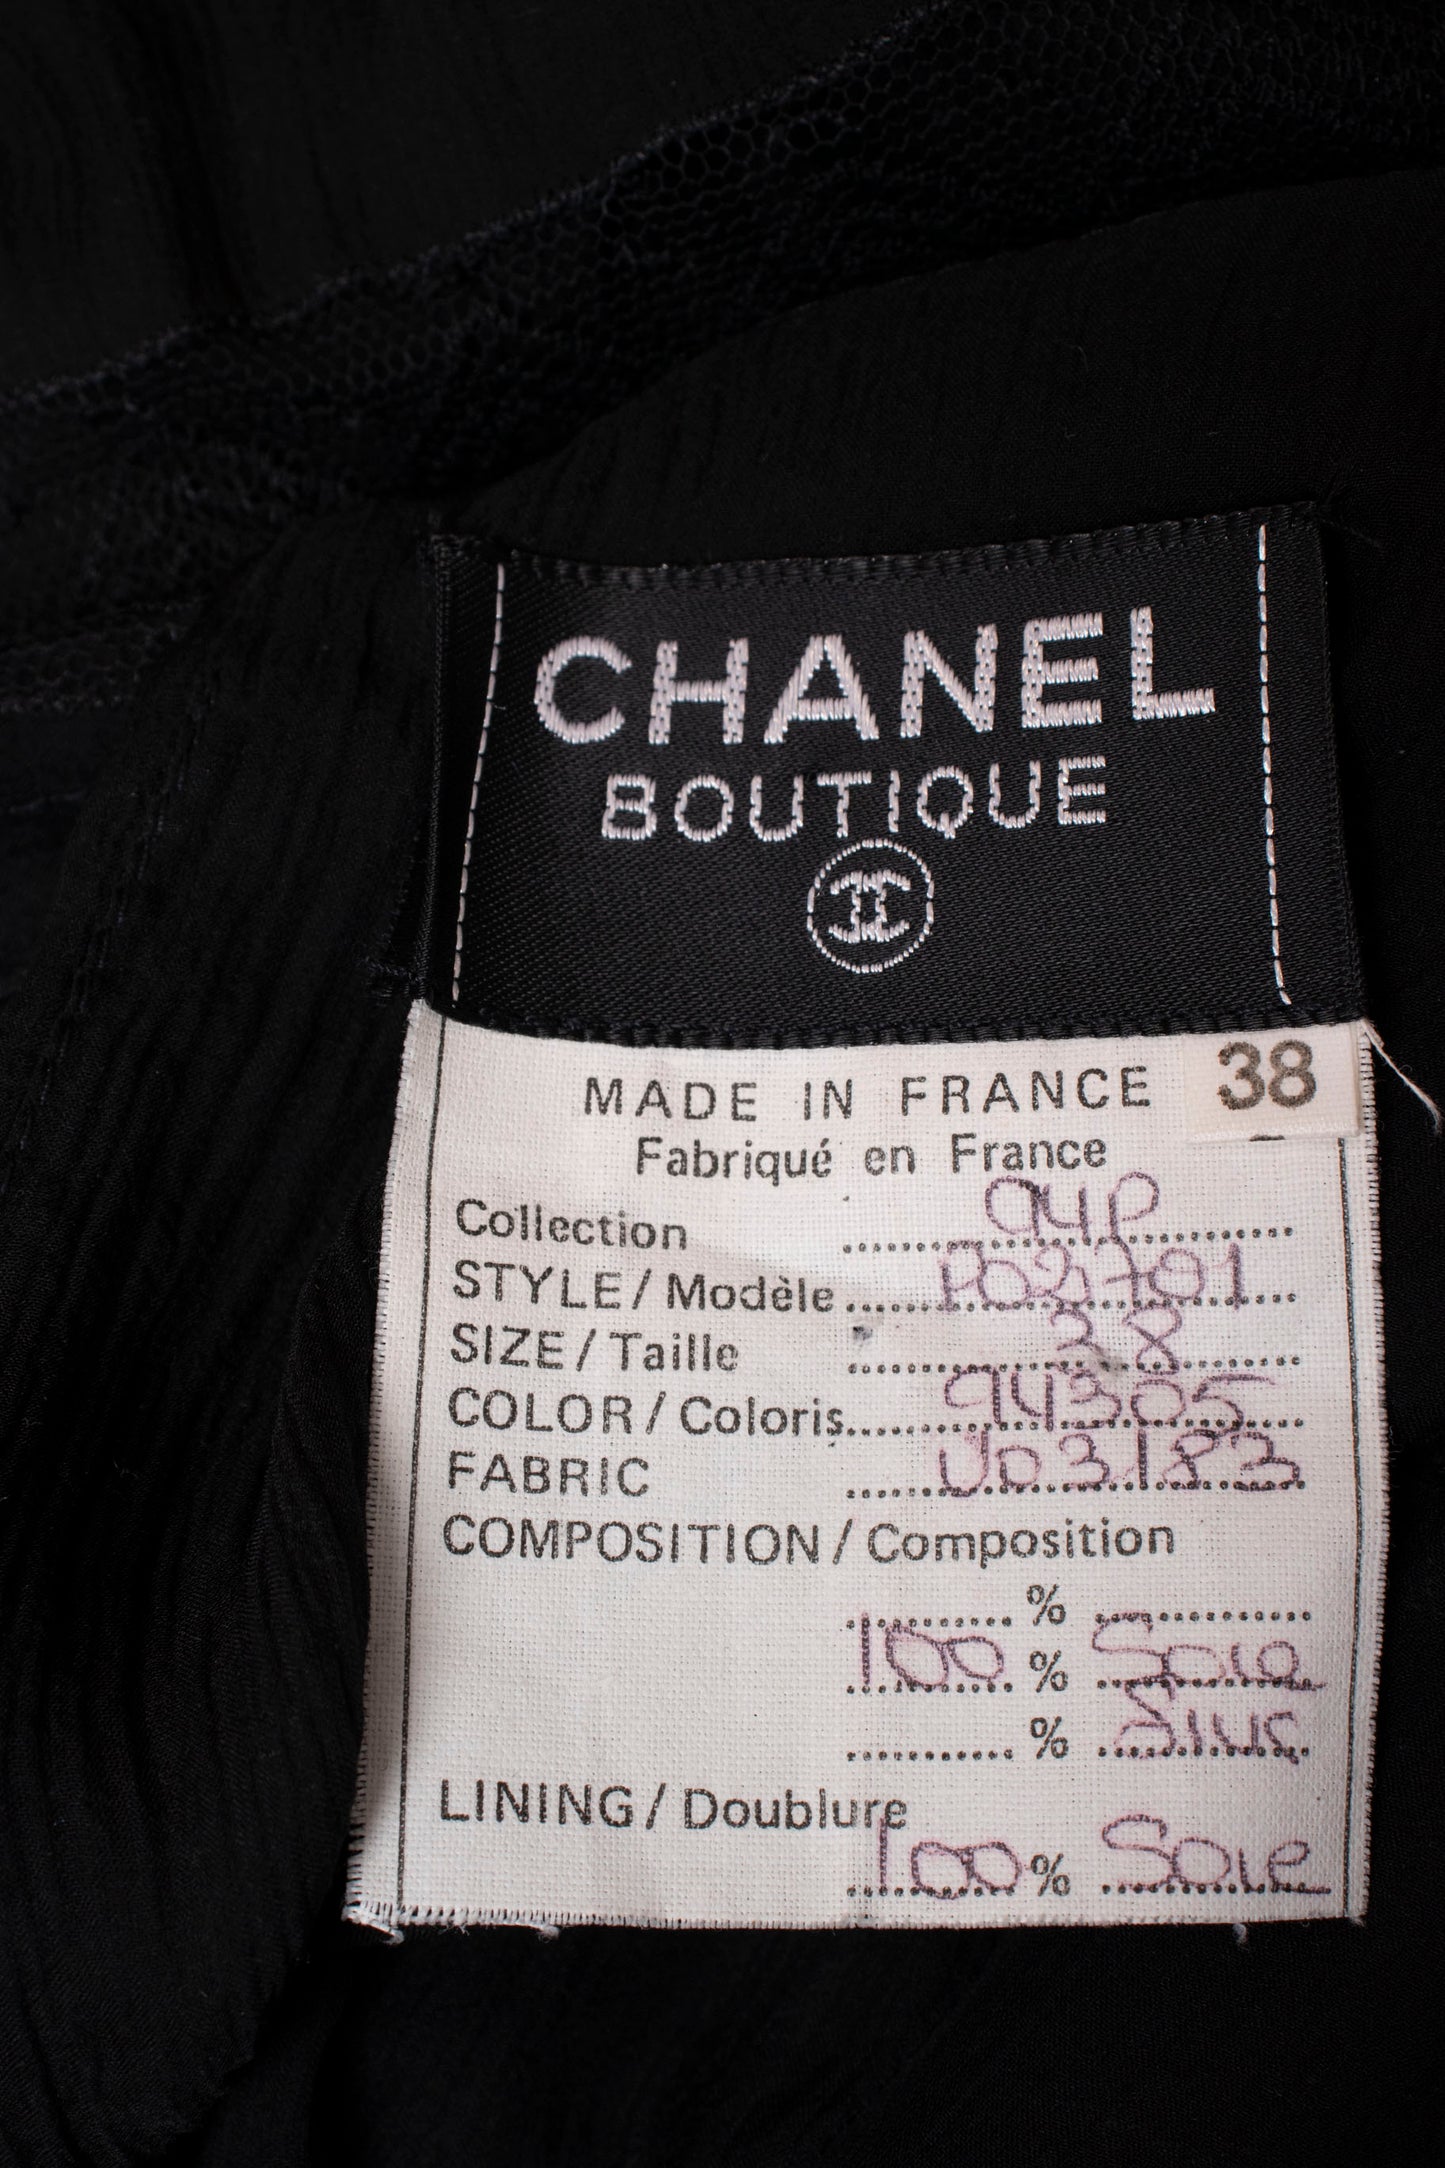 CHANEL
BOUTIQUE
MADE IN FRANCE 38
Fabriqué en France
Collection 94P
STYLE / Modèle P02701
SIZE / Taille 38
COLOR / Coloris 94305
FABRIC V03183
COMPOSITION / Composition
%
100 % Soie
% Silk
LINING / Doublure
100 % Soie